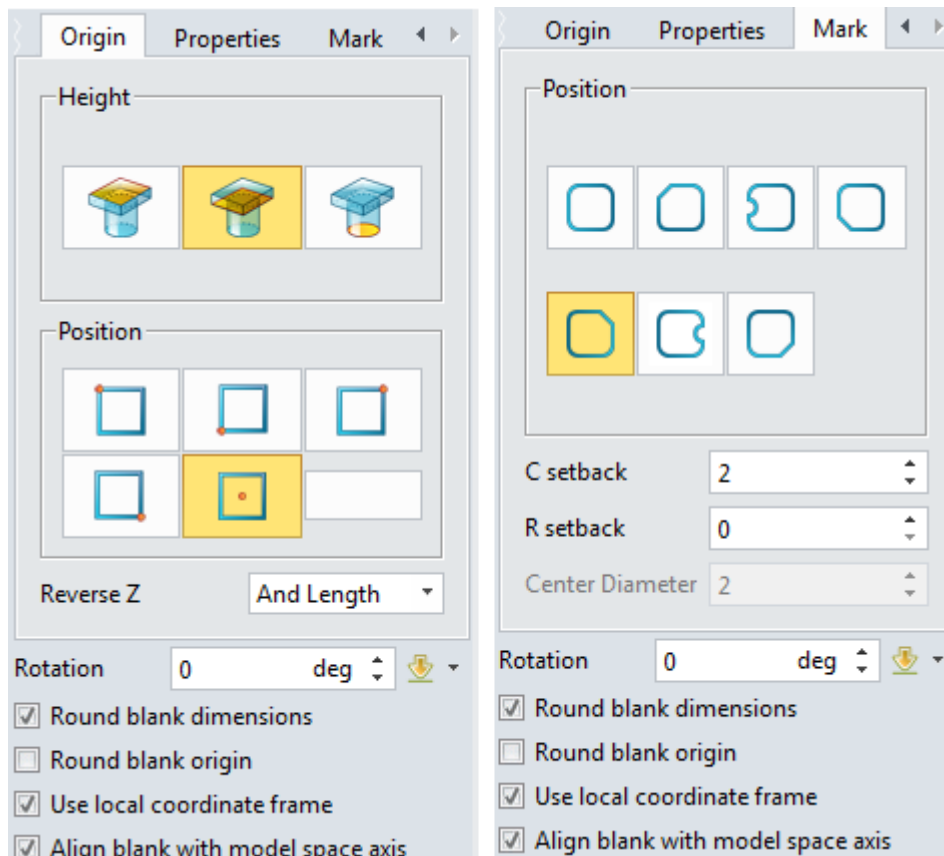 Origin Properties Mark
Height
Position
Reverse Z And Length
Rotation 0 deg
Round blank dimensions
Round blank origin
Use local coordinate frame
Align blank with model space axis
Origin Properties Mark
Position
C setback 2
R setback 0
Center Diameter 2
Rotation 0 deg
Round blank dimensions
Round blank origin
Use local coordinate frame
Align blank with model space axis